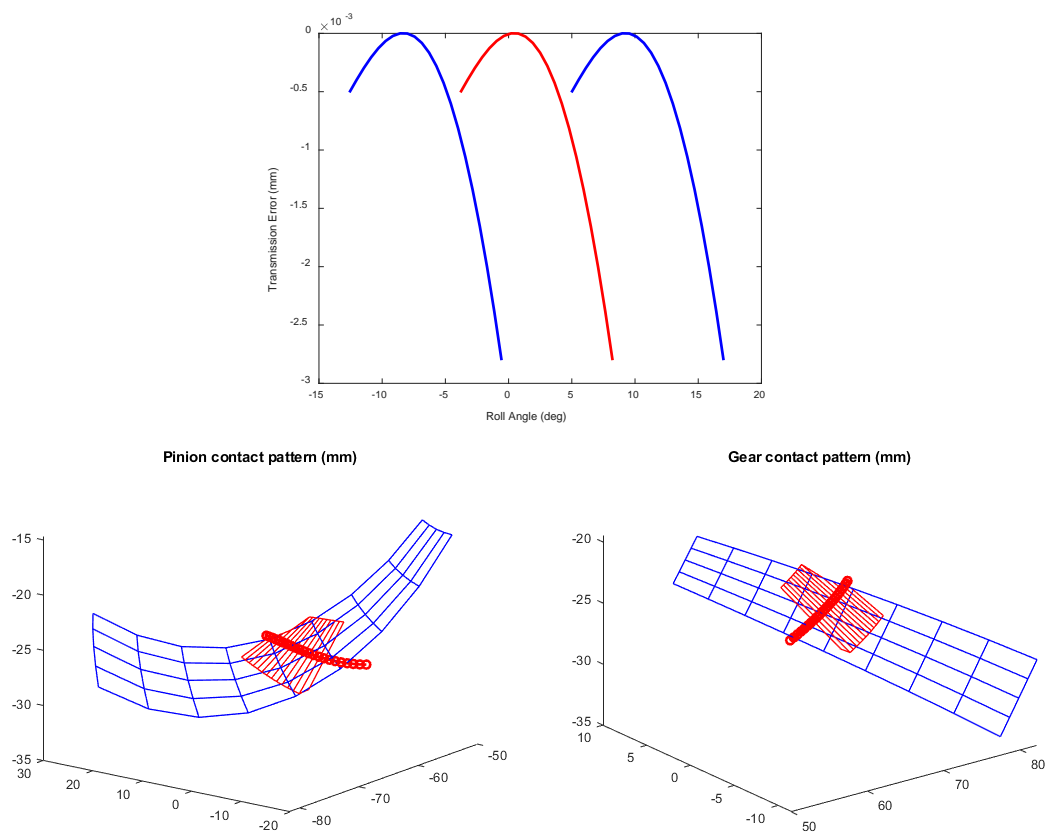 ×10 -3
0
-0.5
-1
-1.5
-2
-2.5
-3
Transmission Error (mm)
-15 -10 -5 0 5 10 15 20
Roll Angle (deg)
Pinion contact pattern (mm)
-15
-20
-25
-30
-35
30 20 10 0 -10 -20
-80 -70 -60 -50
Gear contact pattern (mm)
-20
-25
-30
-35
10 5 0 -5 -10
50 60 70 80